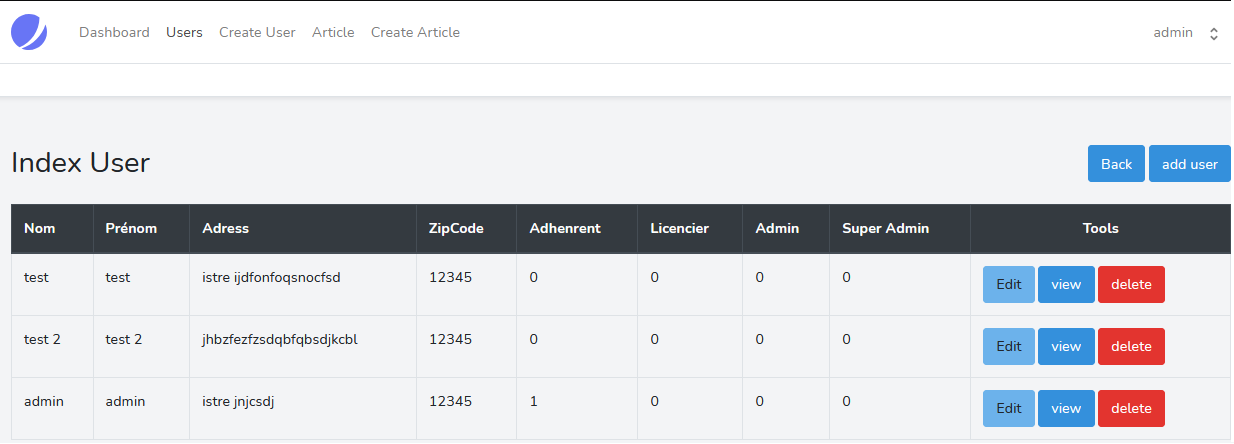 Dashboard Users Create User Article Create Article admin
Index User Back add user
Nom Prénom Adress ZipCode Adhenrent Licencier Admin Super Admin Tools
test test istre ijdfonfoqsnocfsd 12345 0 0 0 0 Edit view delete
test 2 test 2 jhbzfezfzsdqbfqbsdjkcbl 12345 0 0 0 0 Edit view delete
admin admin istre jnjcsdj 12345 1 0 0 0 Edit view delete